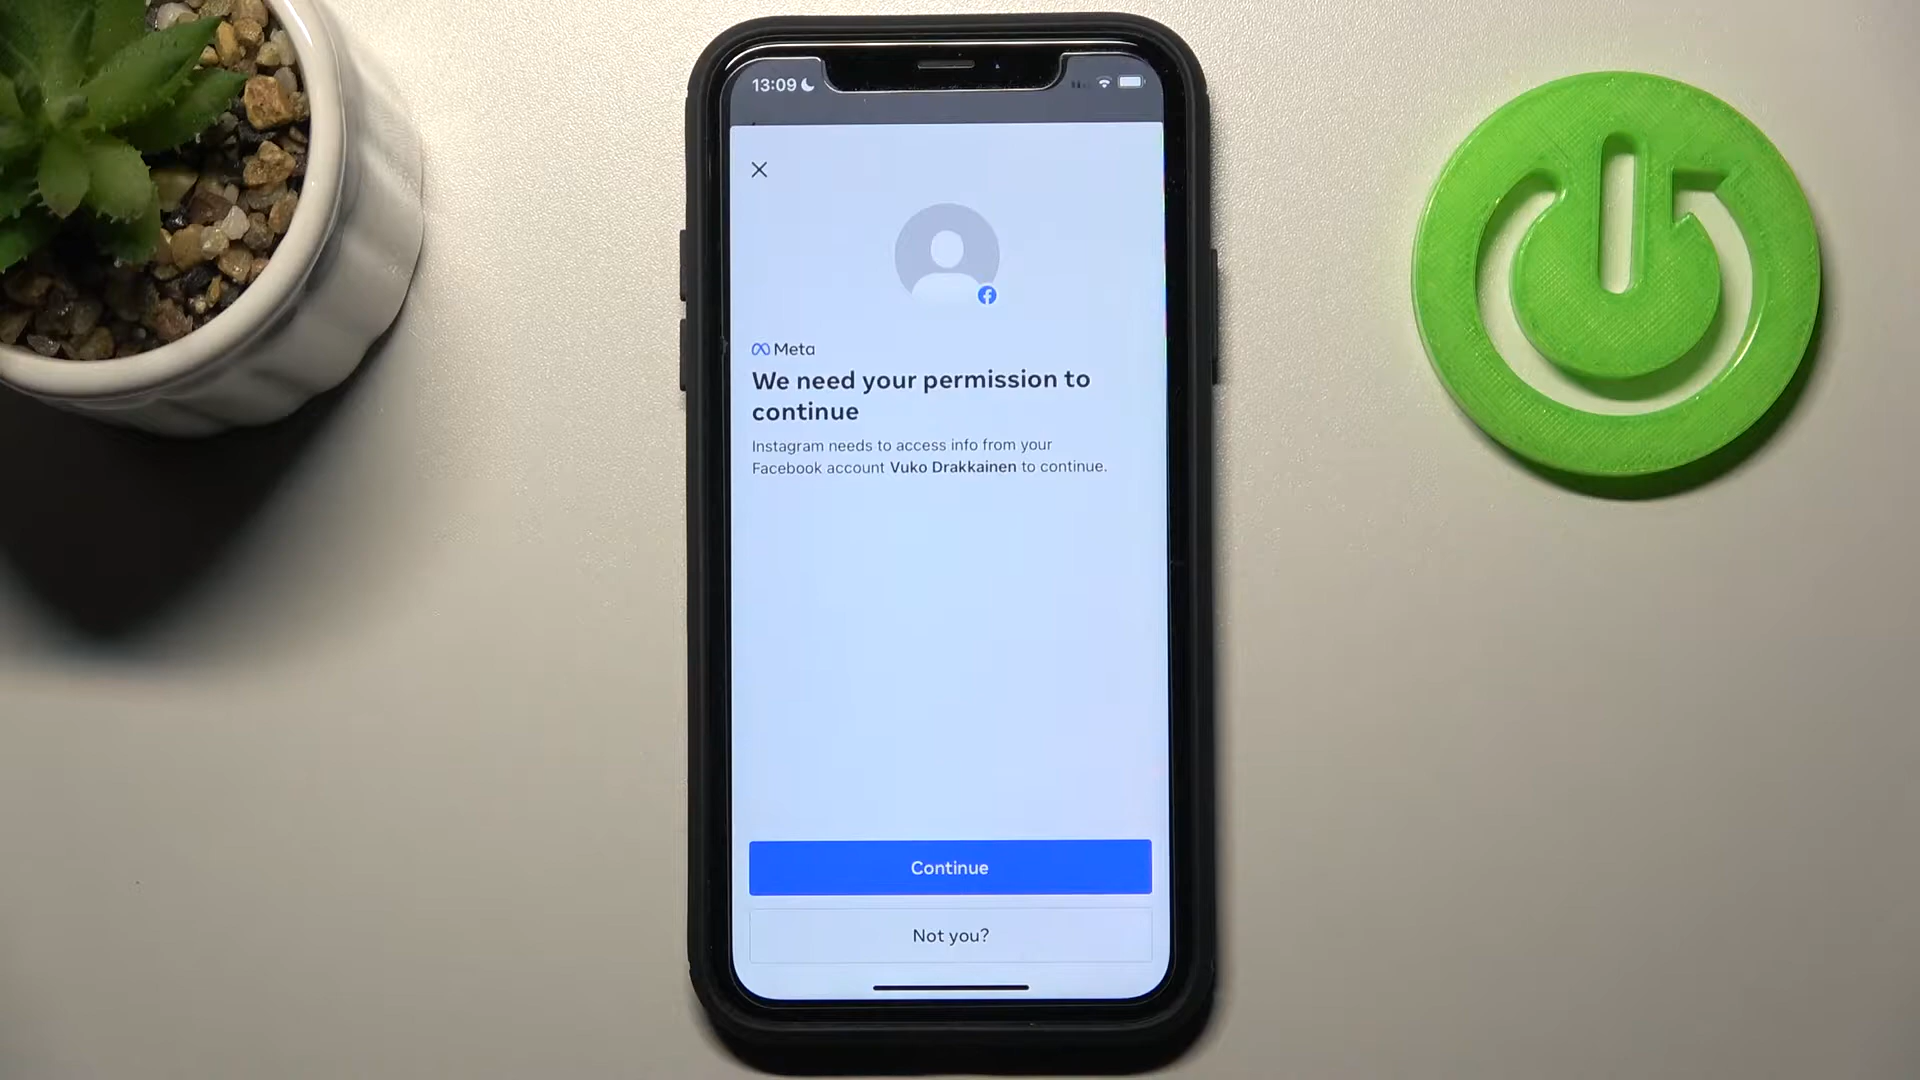 13:09
Meta
We need your permission to
continue
Instagram needs to access info from your
Facebook account Vuko Drakkainen to continue.
Continue
Not you?